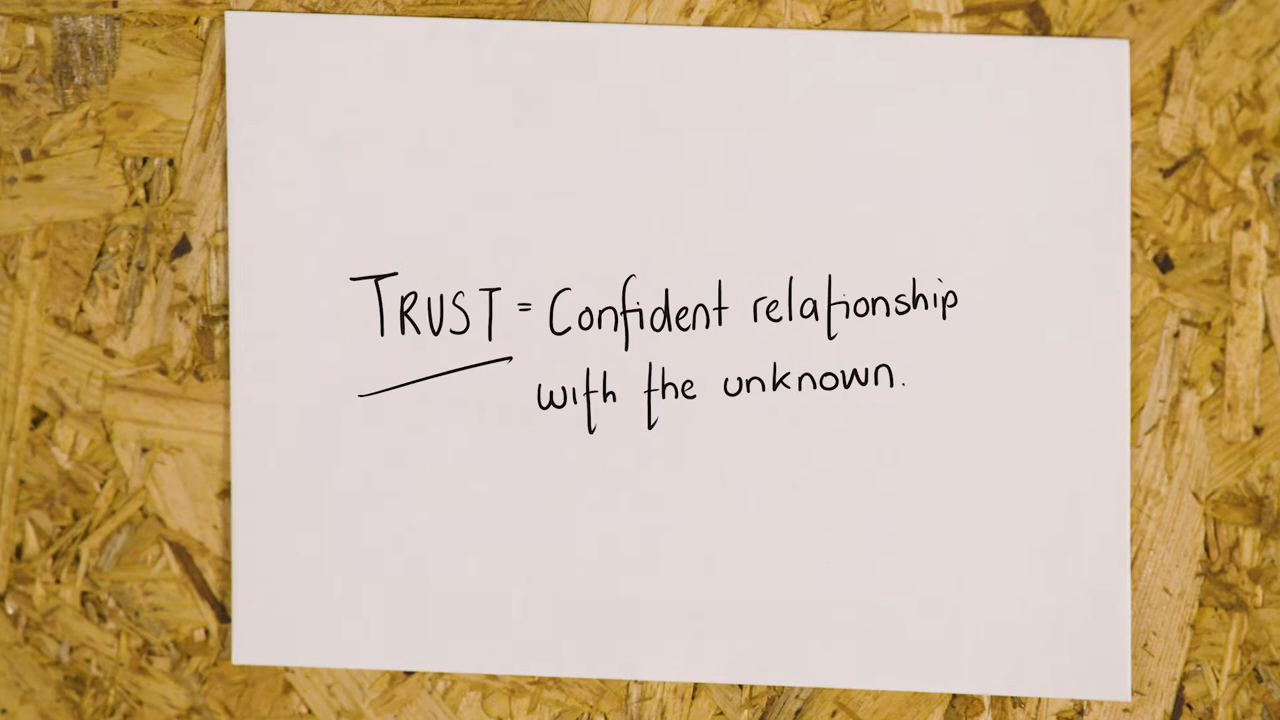 TRUST = Confident relationship
with the unknown.